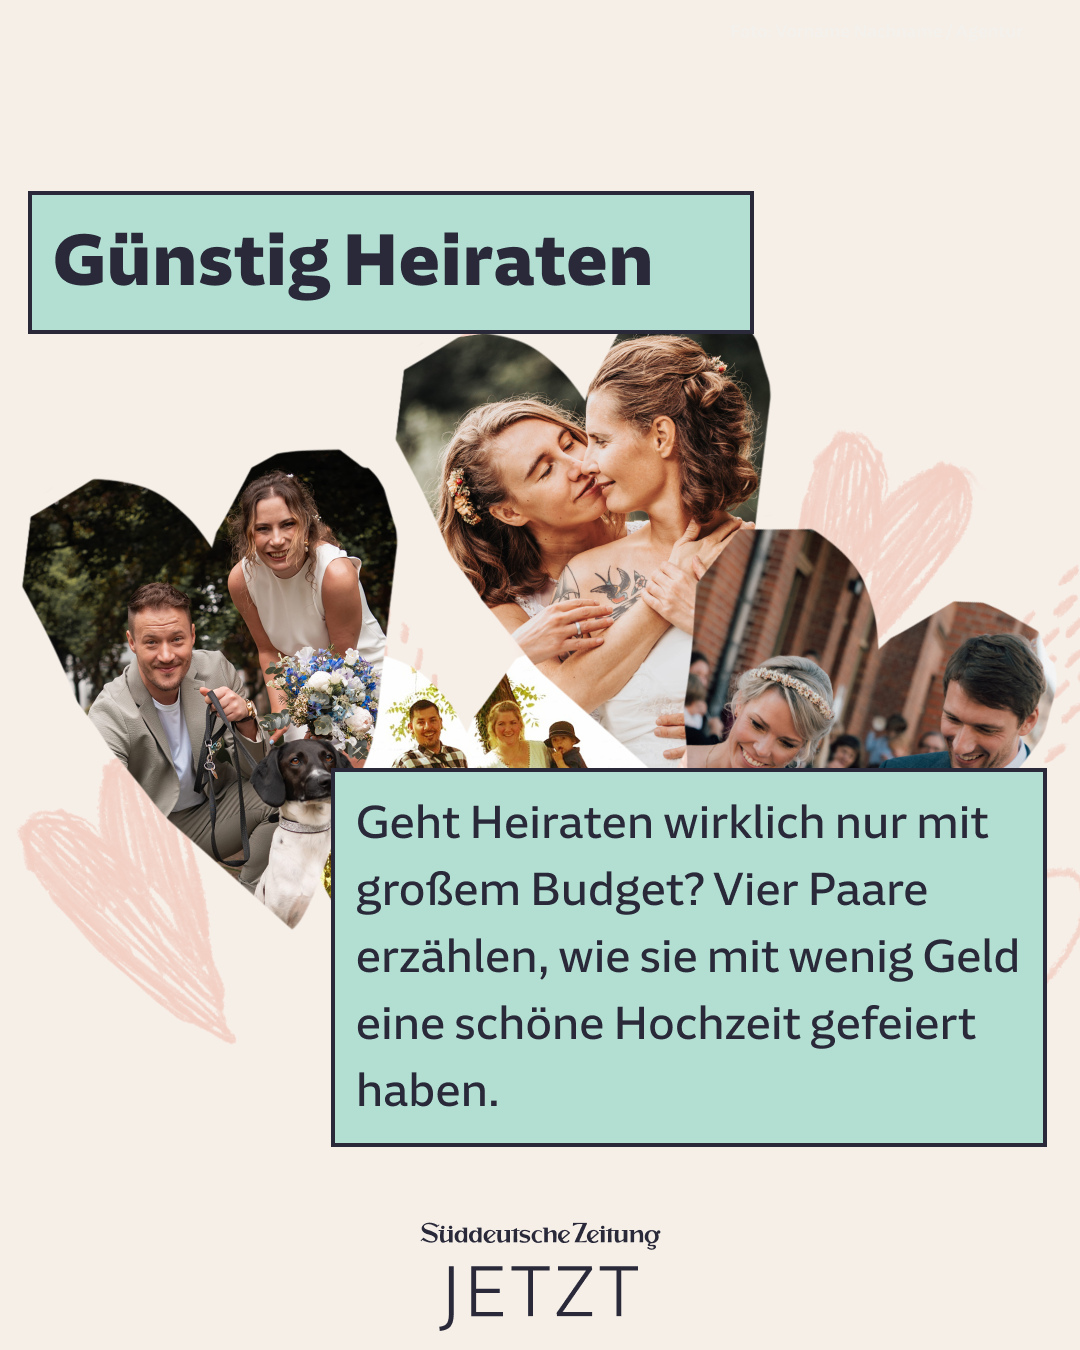 Günstig Heiraten
Geht Heiraten wirklich nur mit
großem Budget? Vier Paare
erzählen, wie sie mit wenig Geld
eine schöne Hochzeit gefeiert
haben.
Süddeutsche Zeitung
JETZT